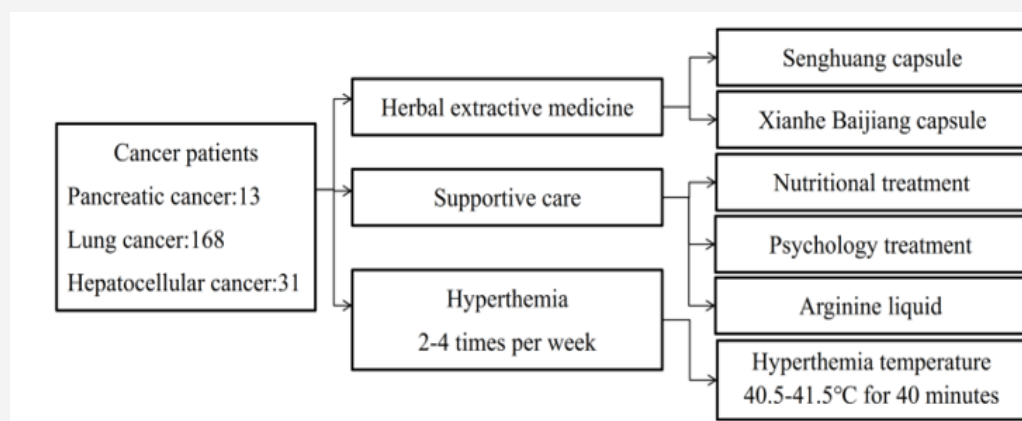 Cancer patients
Pancreatic cancer:13
Lung cancer:168
Hepatocellular cancer:31
Herbal extractive medicine
Supportive care
Hyperthemia
2-4 times per week
Senghuang capsule
Xianhe Baijiang capsule
Nutritional treatment
Psychology treatment
Arginine liquid
Hyperthemia temperature
40.5-41.5℃ for 40 minutes